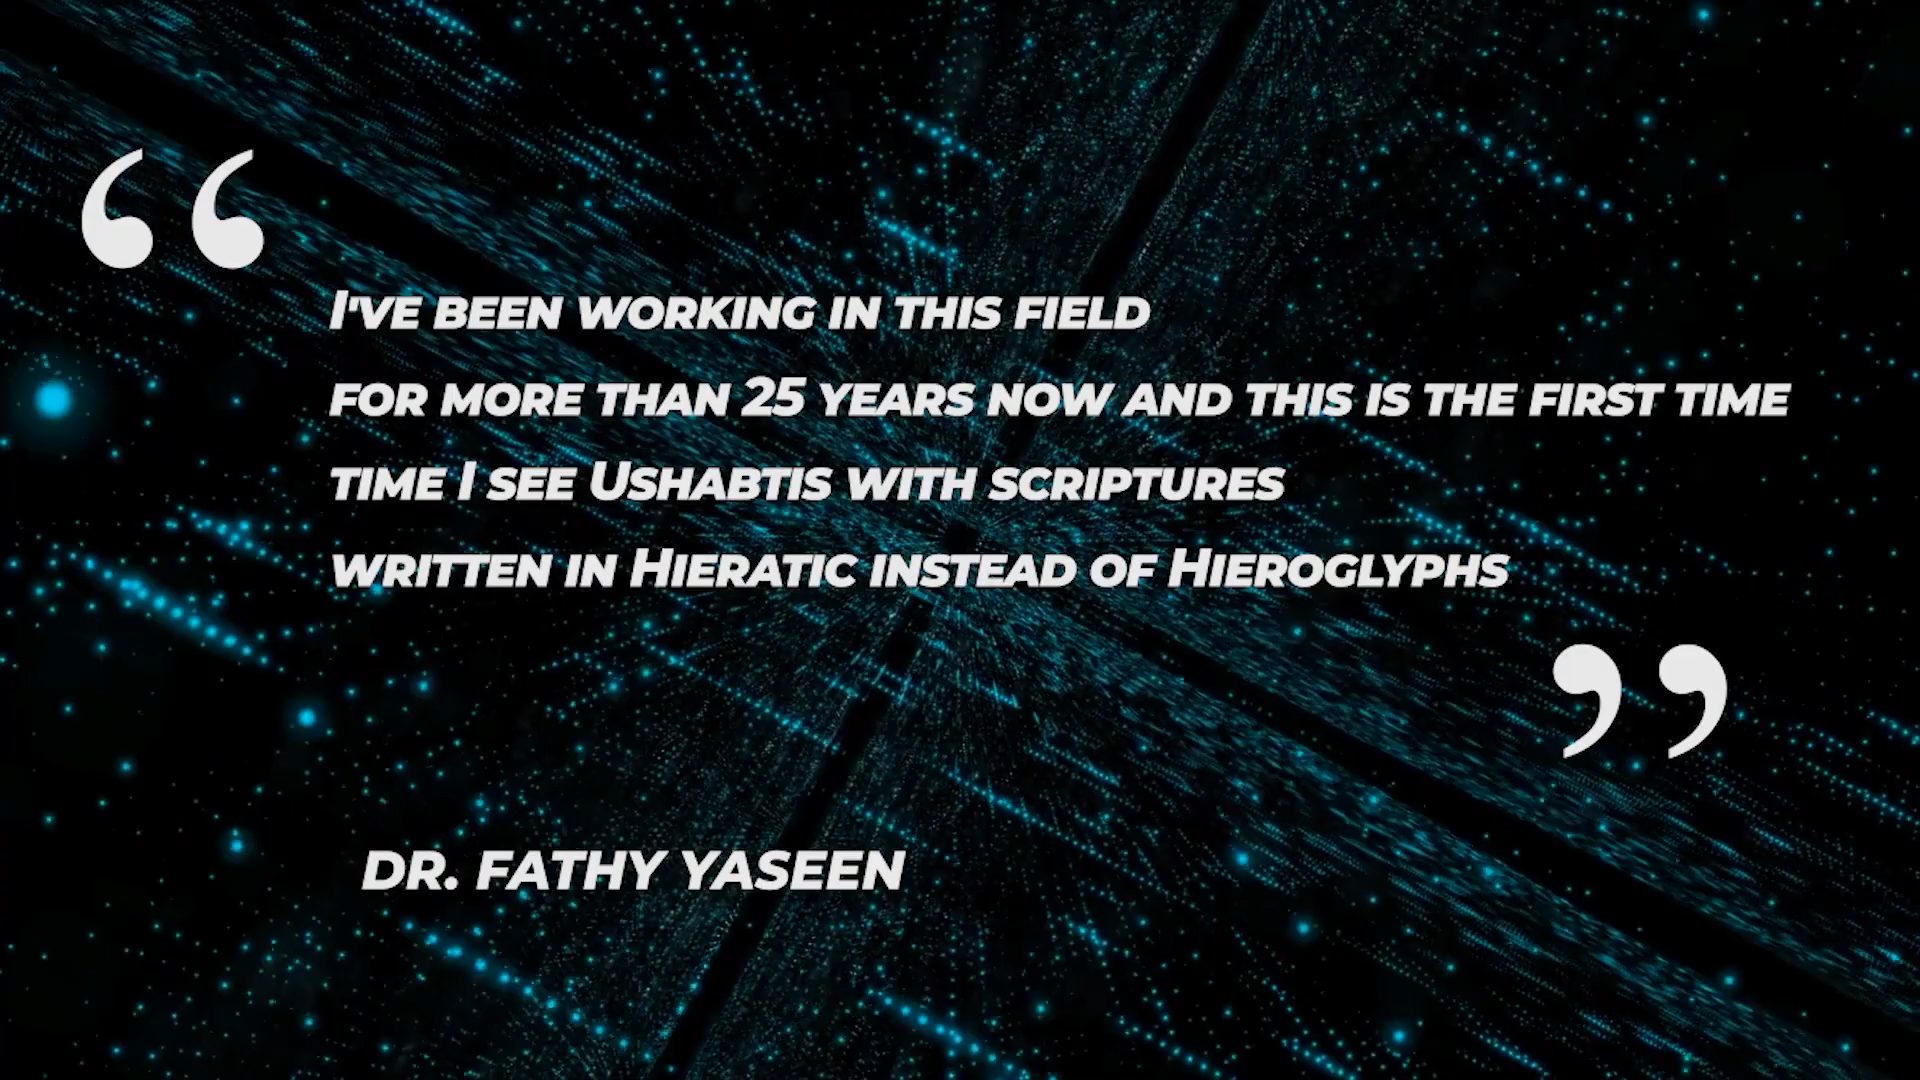 “
I've been working in this field
for more than 25 years now and this is the first time
time I see Ushabtis with scriptures
written in Hieratic instead of Hieroglyphs
”
DR. FATHY YASEEN